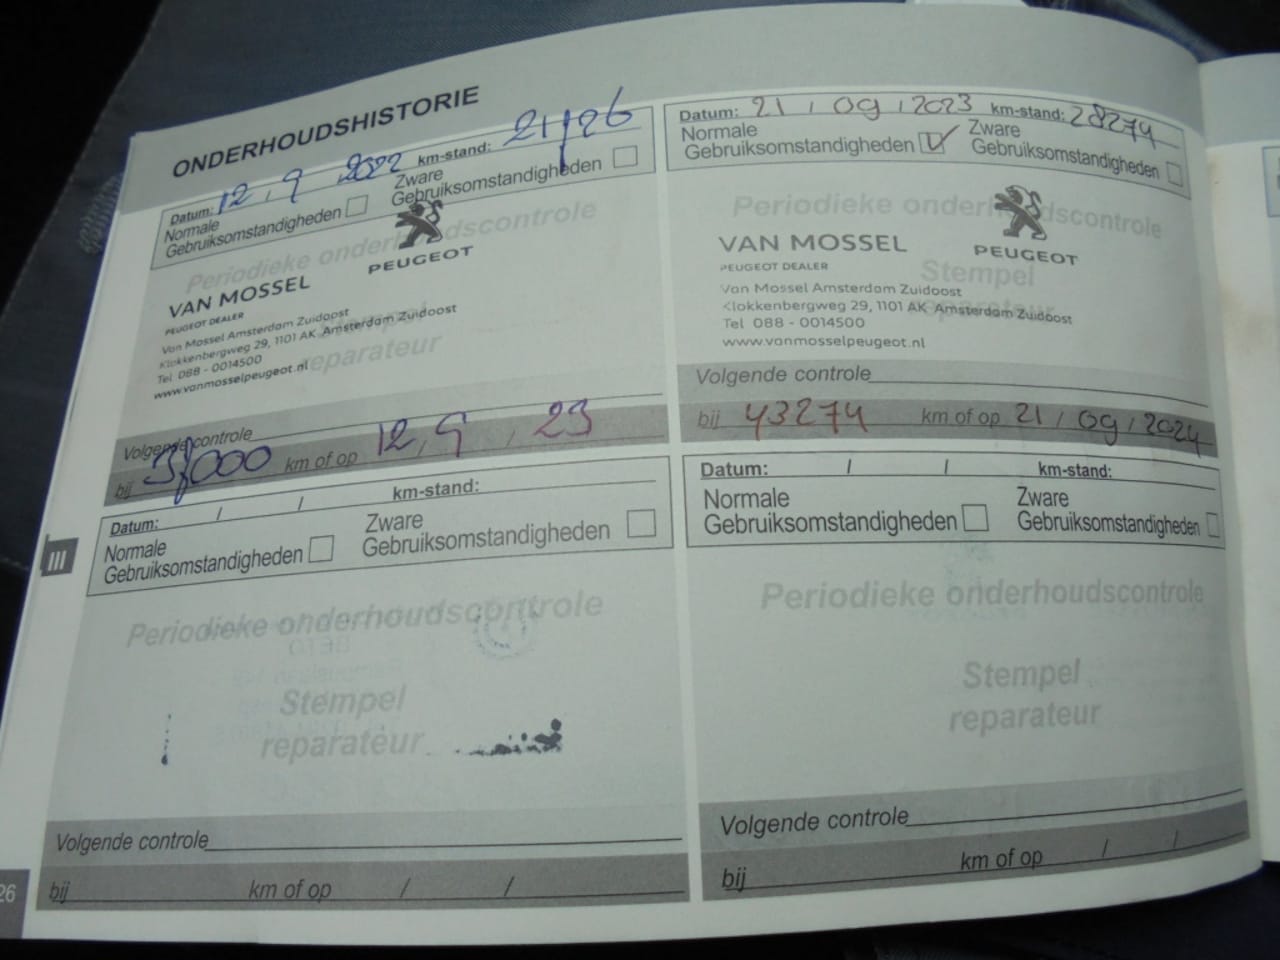 ONDERHOUDSHISTORIE
Datum: 12 , 9 2022 km-stand: 21126
Normale
Gebruiksomstandigheden
Zware
Gebruiksomstandigheden
Periodieke onderhoudscontrole
Stempel
reparateur
PEUGEOT
VAN MOSSEL
PEUGEOT DEALER
Van Mossel Amsterdam Zuidoost
Klokkenbergweg 29, 1101 AK Amsterdam Zuidoost
Tel 088 - 0014500
www.vanmosselpeugeot.nl
Volgende controle
bij km of op 12 , 9 , 23
Datum: 21 / 09 / 2023 km-stand: 28274
Normale
Gebruiksomstandigheden V
Zware
Gebruiksomstandigheden
Periodieke onderhoudscontrole
Stempel
reparateur
PEUGEOT
VAN MOSSEL
PEUGEOT DEALER
Van Mossel Amsterdam Zuidoost
Klokkenbergweg 29, 1101 AK Amsterdam Zuidoost
Tel 088 - 0014500
www.vanmosselpeugeot.nl
Volgende controle
bij 43274 km of op 21 / 09 / 2024
III
Datum: / / km-stand:
Normale
Gebruiksomstandigheden
Zware
Gebruiksomstandigheden
Periodieke onderhoudscontrole
Stempel
reparateur
Volgende controle
bij km of op / /
Datum: / / km-stand:
Normale
Gebruiksomstandigheden
Zware
Gebruiksomstandigheden
Periodieke onderhoudscontrole
Stempel
reparateur
Volgende controle
bij km of op / /
26